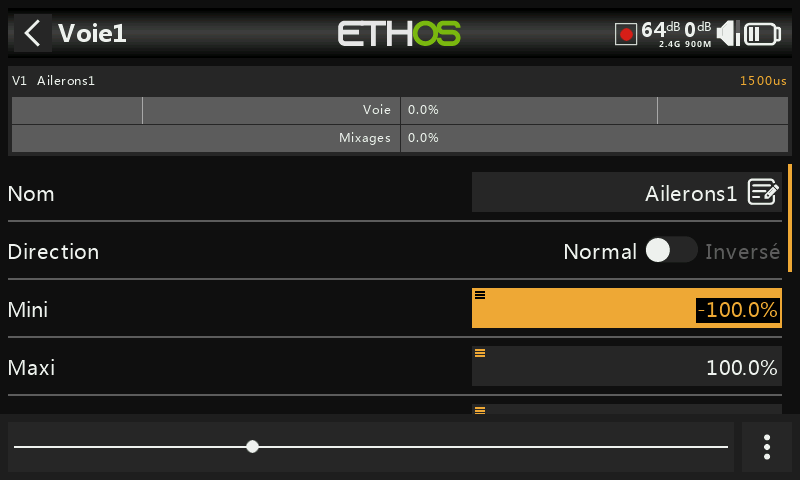 Voie1
ETHOS
64dB 0dB
2.4G 900M
V1 Ailerons1
1500us
Voie 0.0%
Mixages 0.0%
Nom
Ailerons1
Direction
Normal
Inversé
Mini
-100.0%
Maxi
100.0%